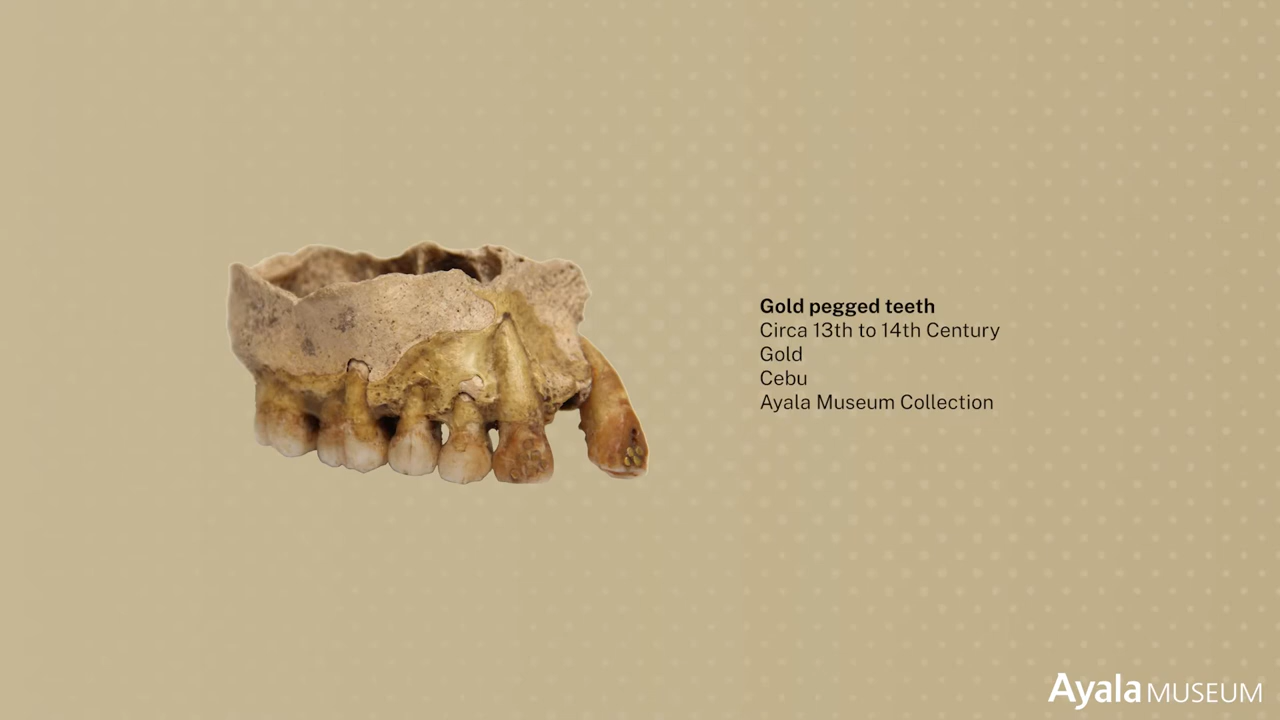 Gold pegged teeth
Circa 13th to 14th Century
Gold
Cebu
Ayala Museum Collection
Ayala MUSEUM